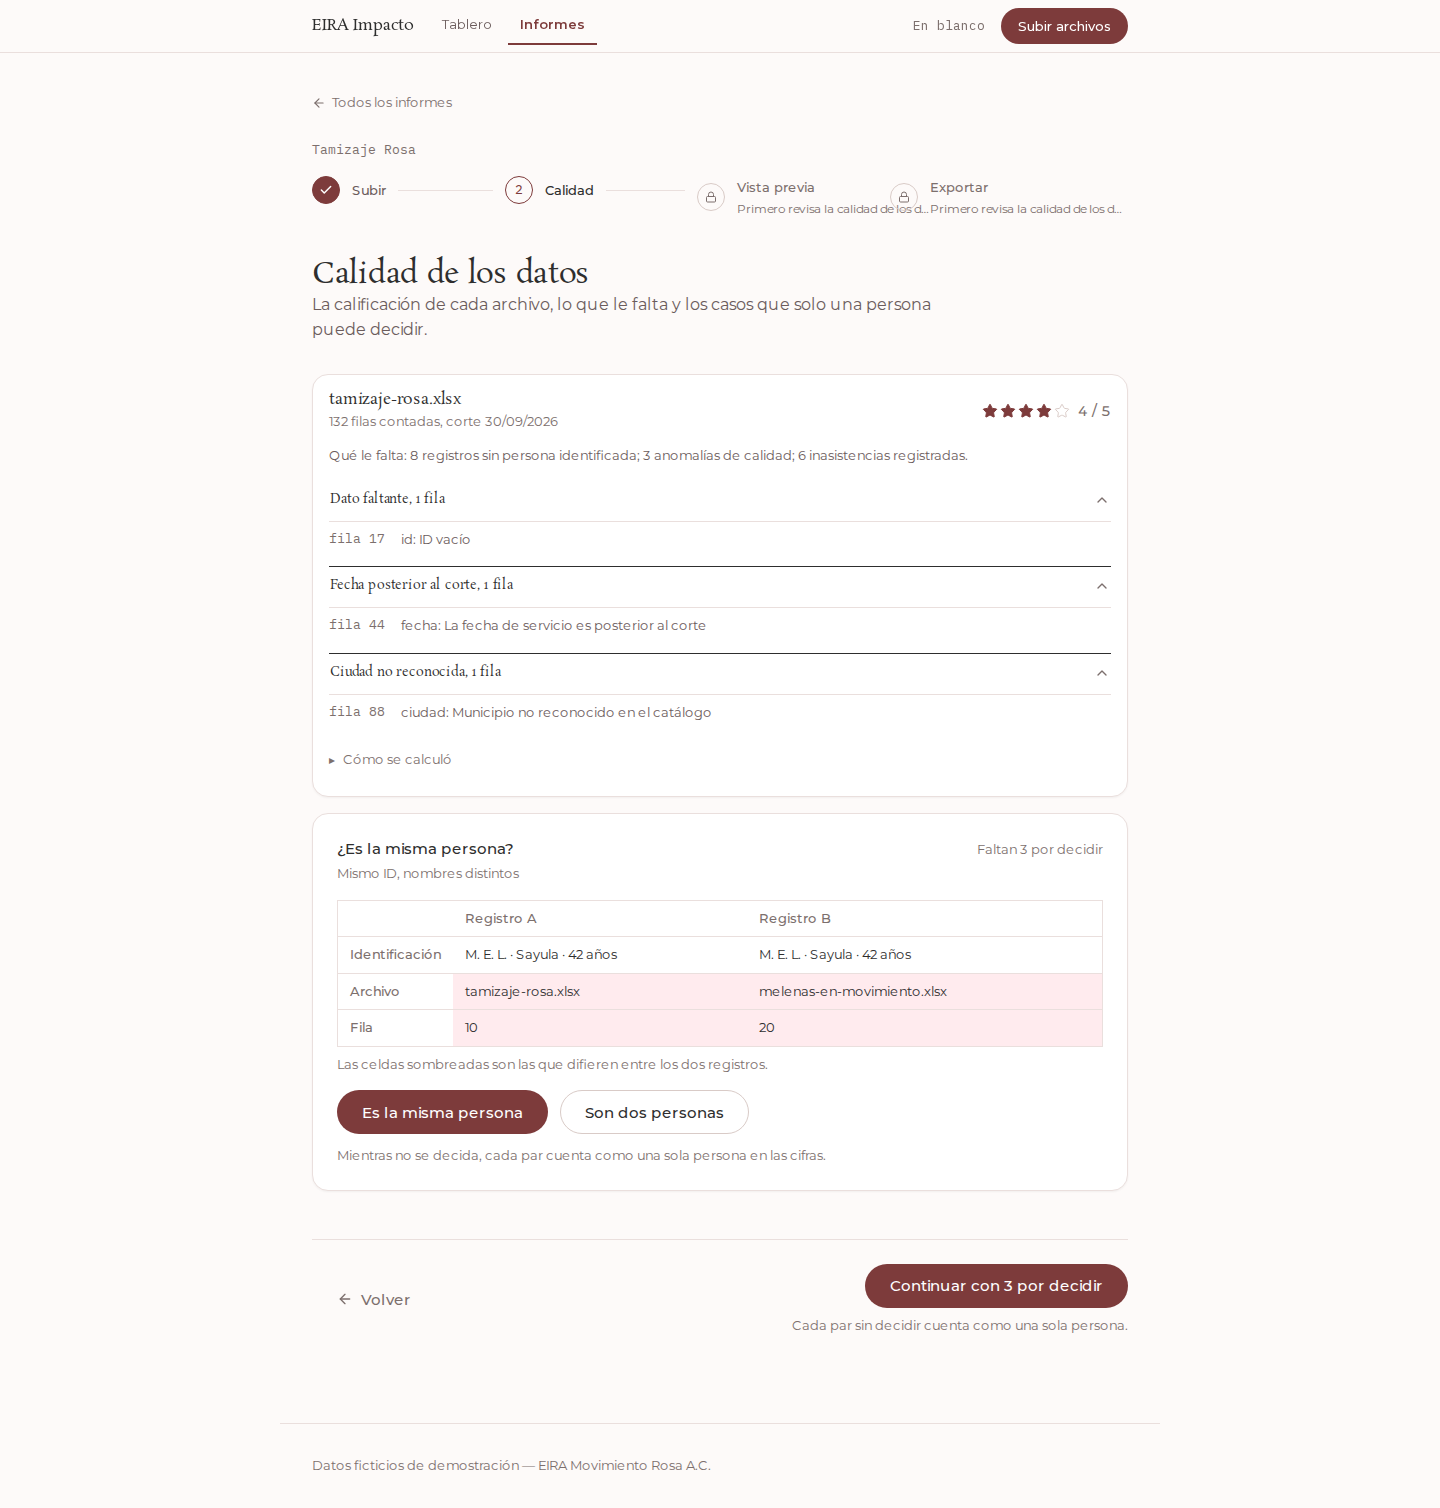 EIRA Impacto
Tablero
Informes
En blanco
Subir archivos
← Todos los informes
Tamizaje Rosa
Subir
2 Calidad
Vista previa
Primero revisa la calidad de los d...
Exportar
Primero revisa la calidad de los d...
Calidad de los datos
La calificación de cada archivo, lo que le falta y los casos que solo una persona
puede decidir.
tamizaje-rosa.xlsx
132 filas contadas, corte 30/09/2026
4 / 5
Qué le falta: 8 registros sin persona identificada; 3 anomalías de calidad; 6 inasistencias registradas.
Dato faltante, 1 fila
fila 17 id: ID vacío
Fecha posterior al corte, 1 fila
fila 44 fecha: La fecha de servicio es posterior al corte
Ciudad no reconocida, 1 fila
fila 88 ciudad: Municipio no reconocido en el catálogo
▸ Cómo se calculó
¿Es la misma persona?
Faltan 3 por decidir
Mismo ID, nombres distintos
Registro A Registro B
Identificación M. E. L. · Sayula · 42 años M. E. L. · Sayula · 42 años
Archivo tamizaje-rosa.xlsx melenas-en-movimiento.xlsx
Fila 10 20
Las celdas sombreadas son las que difieren entre los dos registros.
Es la misma persona
Son dos personas
Mientras no se decida, cada par cuenta como una sola persona en las cifras.
← Volver
Continuar con 3 por decidir
Cada par sin decidir cuenta como una sola persona.
Datos ficticios de demostración — EIRA Movimiento Rosa A.C.